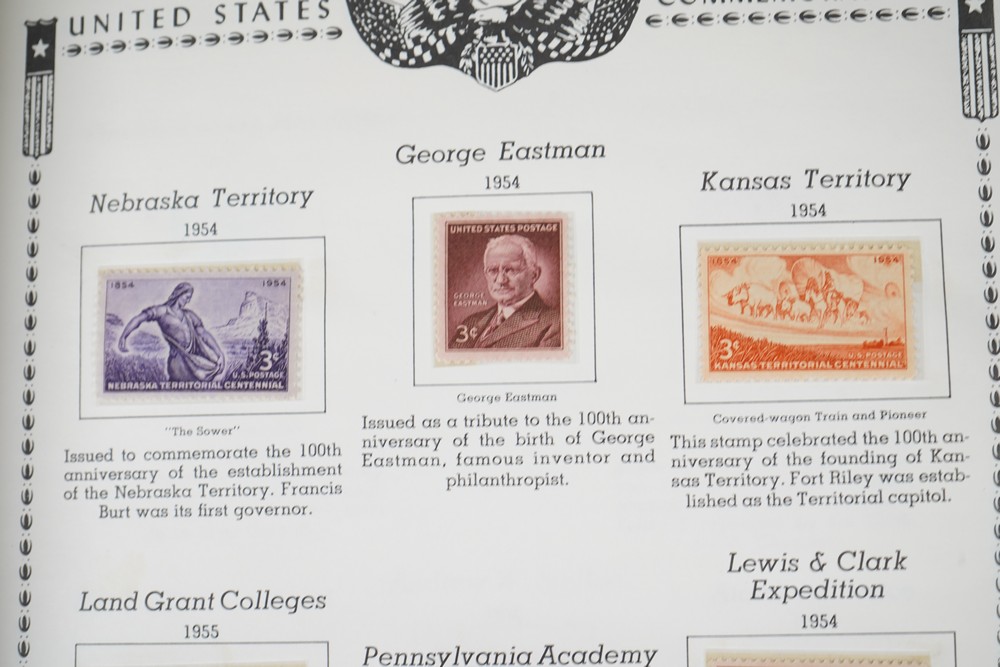 UNITED STATES
Nebraska Territory
1954
1854 1954
3¢
U.S. POSTAGE
NEBRASKA TERRITORIAL CENTENNIAL
"The Sower"
Issued to commemorate the 100th
anniversary of the establishment
of the Nebraska Territory. Francis
Burt was its first governor.
George Eastman
1954
UNITED STATES POSTAGE
GEORGE
EASTMAN
3¢
George Eastman
Issued as a tribute to the 100th an-
niversary of the birth of George
Eastman, famous inventor and
philanthropist.
Kansas Territory
1954
1854 1954
3¢
U.S. POSTAGE
KANSAS TERRITORIAL CENTENNIAL
Covered-wagon Train and Pioneer
This stamp celebrated the 100th an-
niversary of the founding of Kan-
sas Territory. Fort Riley was estab-
lished as the Territorial capitol.
Land Grant Colleges
1955
Pennsylvania Academy
Lewis & Clark
Expedition
1954